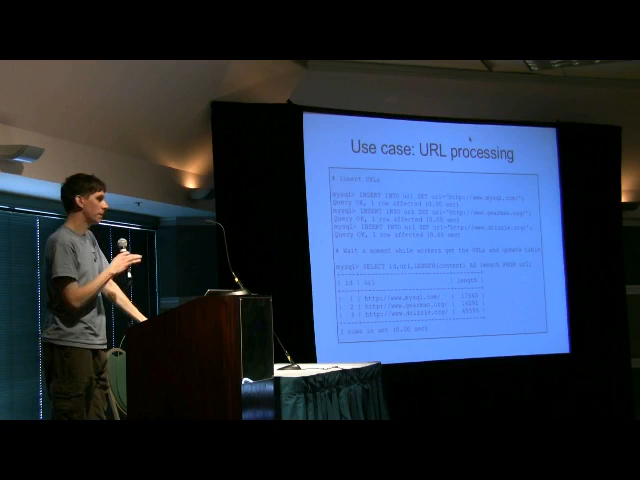 Use case: URL processing
# Insert URLs
mysql> INSERT INTO url SET url="http://www.mysql.com/";
Query OK, 1 row affected (0.00 sec)
mysql> INSERT INTO url SET url="http://www.gearman.org/";
Query OK, 1 row affected (0.00 sec)
mysql> INSERT INTO url SET url="http://www.drizzle.org/";
Query OK, 1 row affected (0.00 sec)
# Wait a moment while workers get the URLs and update table
mysql> SELECT id,url,LENGTH(content) AS length FROM url;
| id | url | length |
| 1 | http://www.mysql.com/ |
| 2 | http://www.gearman.org/ |
| 3 | http://www.drizzle.org/ |
3 rows in set (0.00 sec)